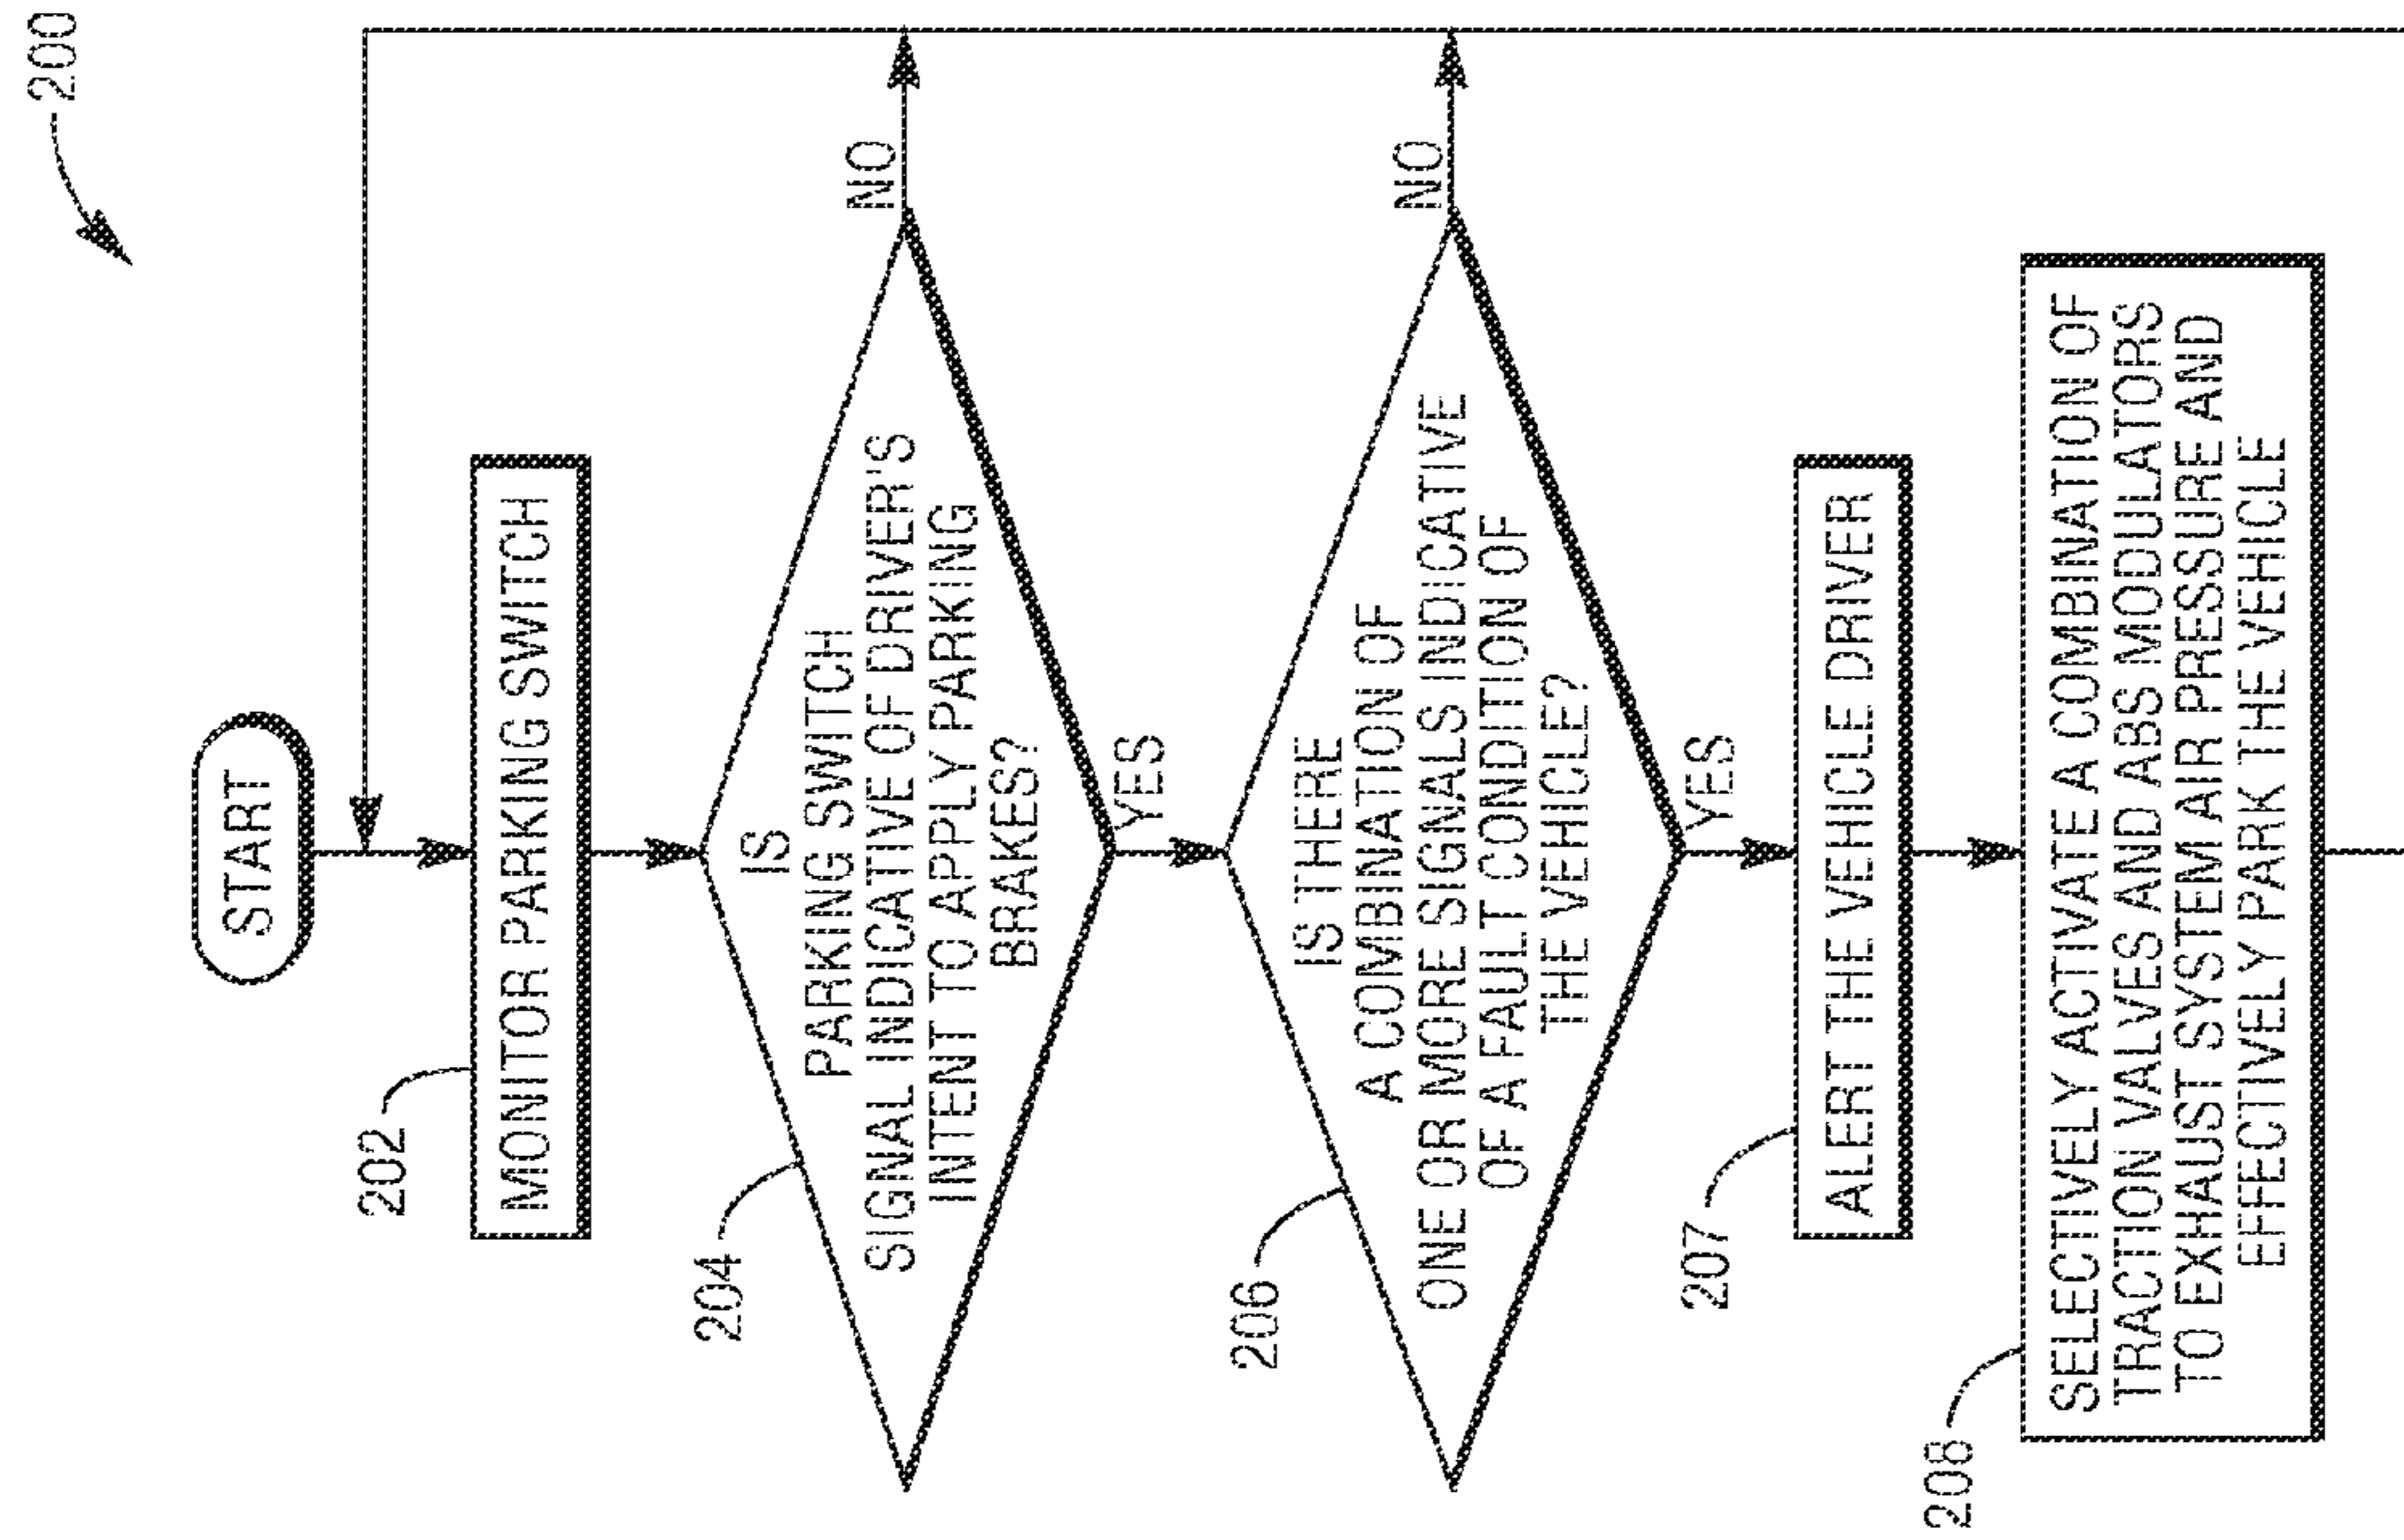 200
START
202
MONITOR PARKING SWITCH
204
IS
PARKING SWITCH
SIGNAL INDICATIVE OF DRIVER'S
INTENT TO APPLY PARKING
BRAKES?
NO
YES
206
IS THERE
A COMBINATION OF
ONE OR MORE SIGNALS INDICATIVE
OF A FAULT CONDITION OF
THE VEHICLE?
NO
YES
207
ALERT THE VEHICLE DRIVER
208
SELECTIVELY ACTIVATE A COMBINATION OF
TRACTION VALVES AND ABS MODULATORS
TO EXHAUST SYSTEM AIR PRESSURE AND
EFFECTIVELY PARK THE VEHICLE